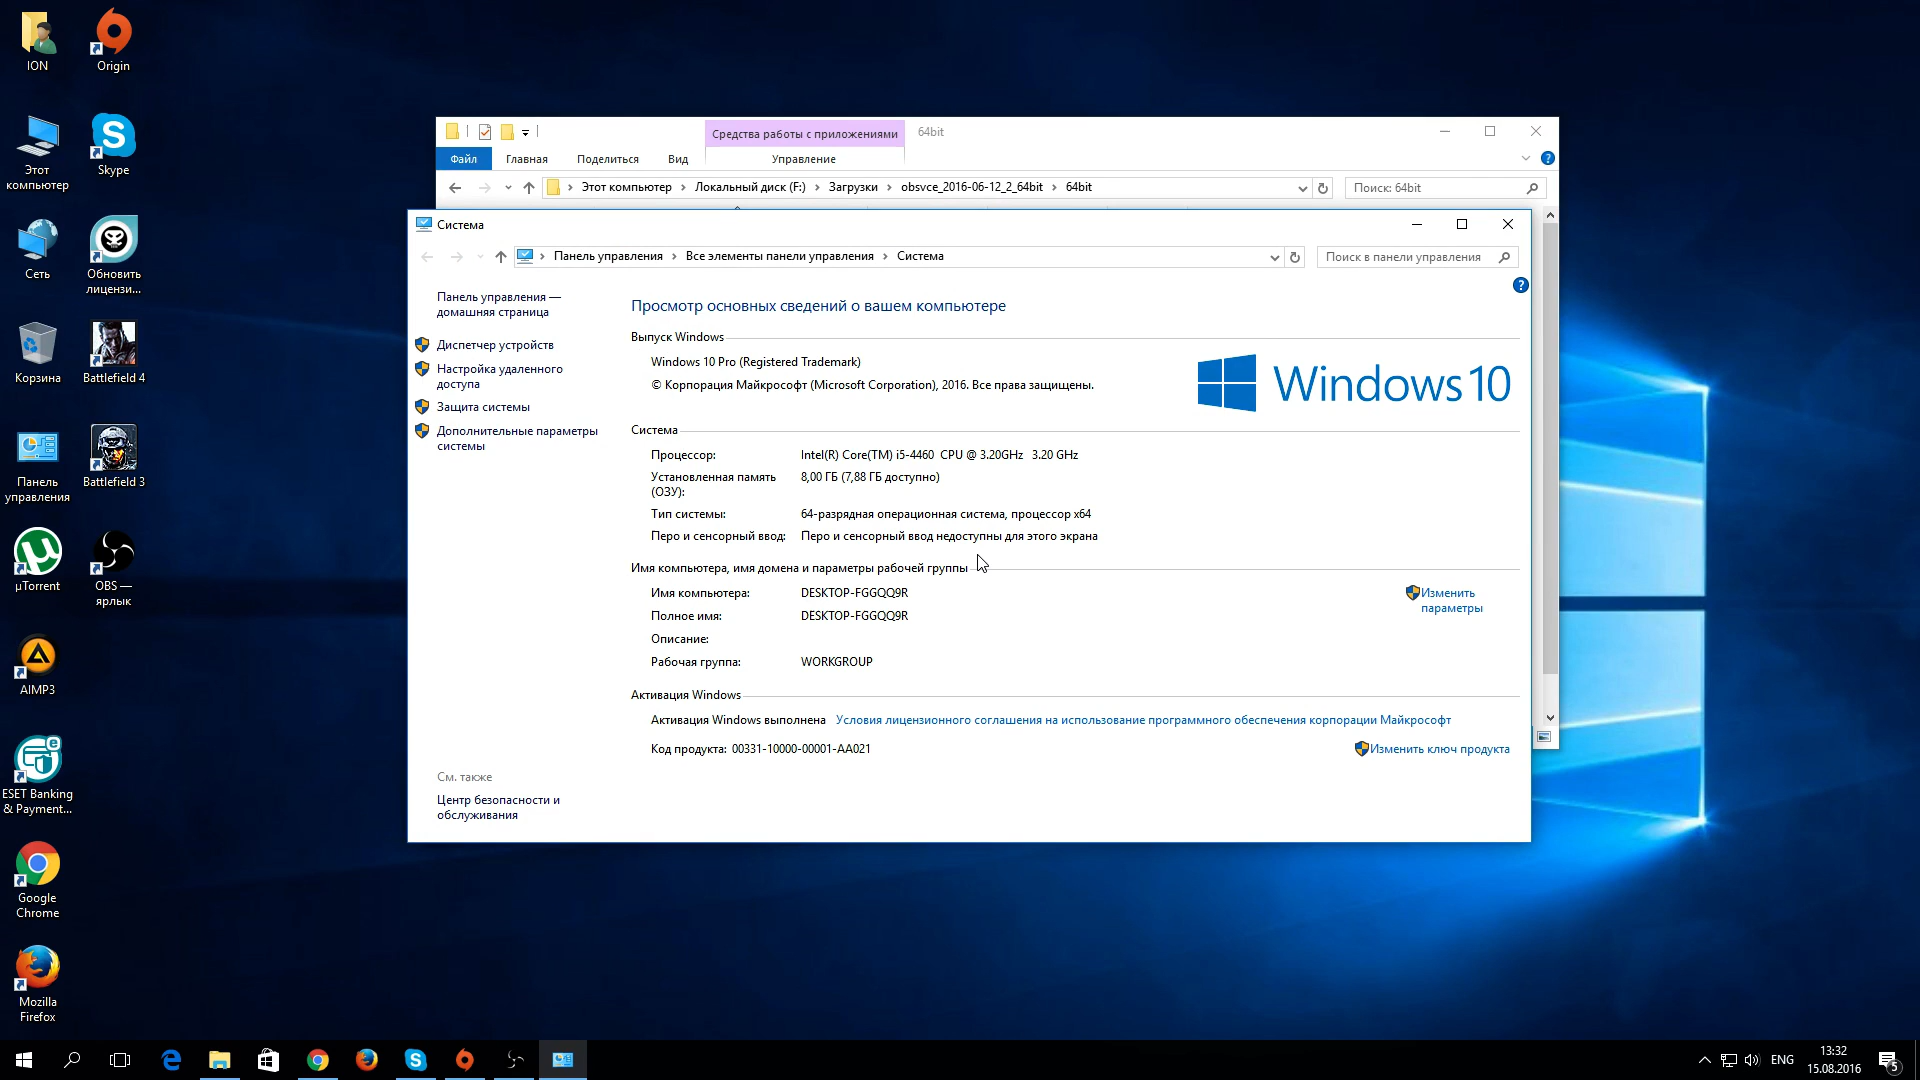 ION
Origin
Этот
компьютер
Skype
Сеть
Обновить
лицензи...
Корзина
Battlefield 4
Панель
управления
Battlefield 3
µTorrent
OBS —
ярлык
AIMP3
ESET Banking
& Payment...
Google
Chrome
Mozilla
Firefox
Средства работы с приложениями
64bit
Файл
Главная
Поделиться
Вид
Управление
Этот компьютер > Локальный диск (F:) > Загрузки > obsvce_2016-06-12_2_64bit > 64bit
Поиск: 64bit
Система
Панель управления > Все элементы панели управления > Система
Поиск в панели управления
Панель управления —
домашняя страница
Диспетчер устройств
Настройка удаленного
доступа
Защита системы
Дополнительные параметры
системы
См. также
Центр безопасности и
обслуживания
Просмотр основных сведений о вашем компьютере
Выпуск Windows
Windows 10 Pro (Registered Trademark)
© Корпорация Майкрософт (Microsoft Corporation), 2016. Все права защищены.
Windows 10
Система
Процессор: Intel(R) Core(TM) i5-4460 CPU @ 3.20GHz 3.20 GHz
Установленная память 8,00 ГБ (7,88 ГБ доступно)
(ОЗУ):
Тип системы: 64-разрядная операционная система, процессор x64
Перо и сенсорный ввод: Перо и сенсорный ввод недоступны для этого экрана
Имя компьютера, имя домена и параметры рабочей группы
Имя компьютера: DESKTOP-FGGQQ9R
Изменить
параметры
Полное имя: DESKTOP-FGGQQ9R
Описание:
Рабочая группа: WORKGROUP
Активация Windows
Активация Windows выполнена Условия лицензионного соглашения на использование программного обеспечения корпорации Майкрософт
Код продукта: 00331-10000-00001-AA021
Изменить ключ продукта
ENG
13:32
15.08.2016
5